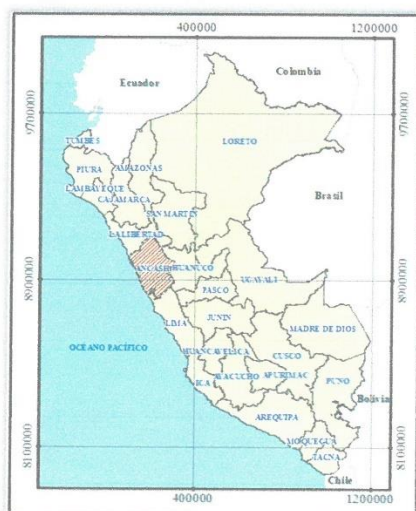 400000 1200000
Ecuador Colombia
9700000 9700000
LORETO
TUMBES
PIURA AMAZONAS
LAMBAYEQUE
CAJAMARCA
SAN MARTIN
Brasil
LA LIBERTAD
ANCASH HUANUCO
8900000 8900000
PASCO UCAYALI
JUNIN
LIMA
MADRE DE DIOS
OCEANO PACÍFICO
HUANCAVELICA
CUSCO
ICA AYACUCHO APURIMAC
PUNO
Bolivia
AREQUIPA
MOQUEGUA
8100000 8100000
TACNA
Chile
400000 1200000